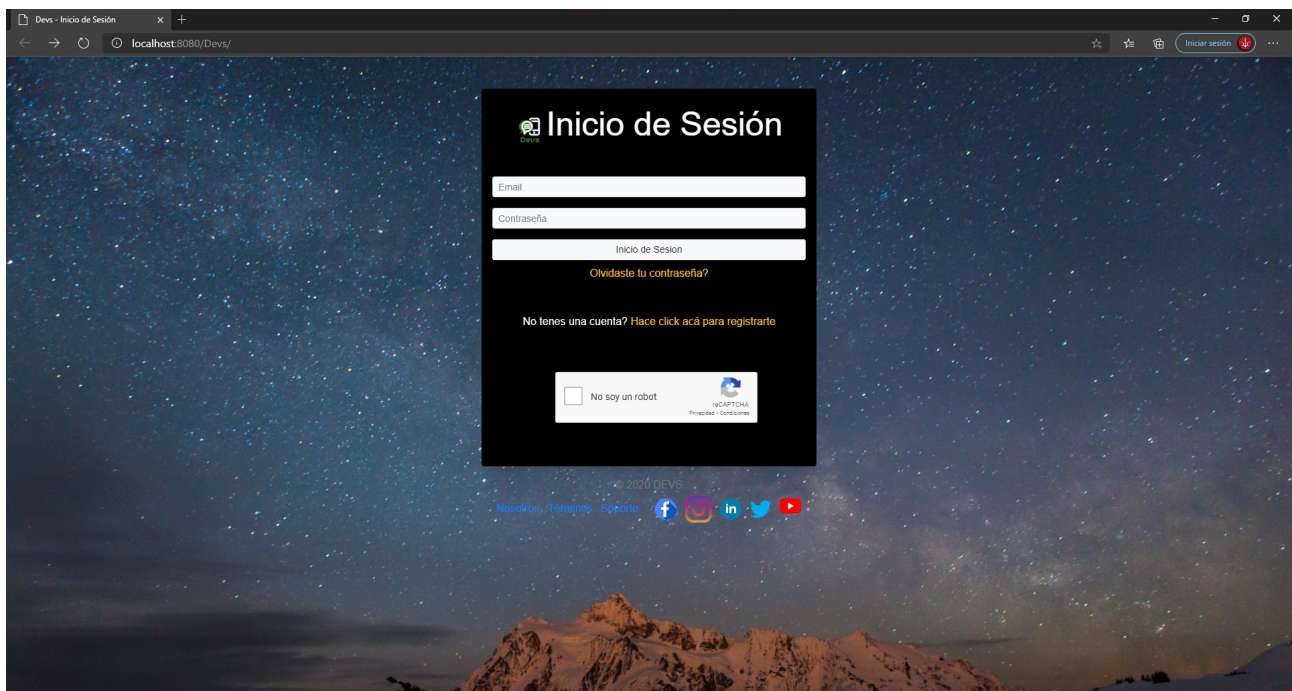 Devs - Inicio de Sesión
localhost:8080/Devs/
Iniciar sesión
Inicio de Sesión
Devs
Email
Contraseña
Inicio de Sesion
Olvidaste tu contraseña?
No tenes una cuenta? Hace click acá para registrarte
No soy un robot
reCAPTCHA
Privacidad - Condiciones
© 2020 DEVS
Nosotros Términos Soporte
in